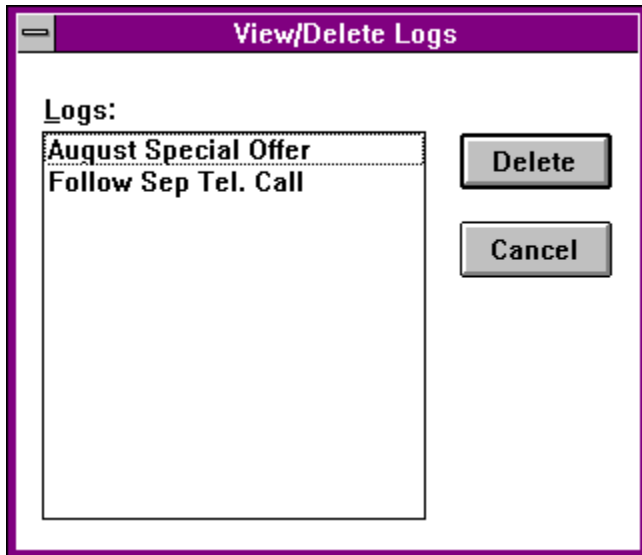 View/Delete Logs
Logs:
August Special Offer
Follow Sep Tel. Call
Delete
Cancel